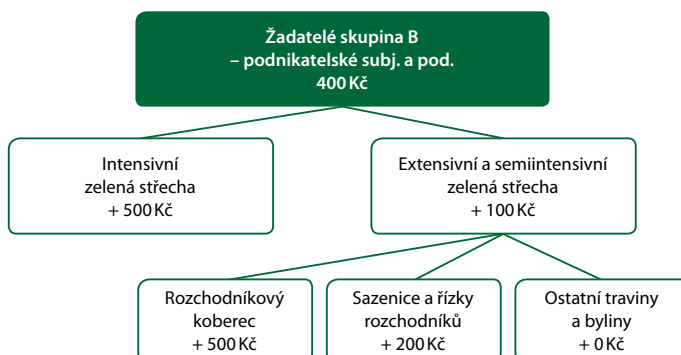 Žadatelé skupina B
– podnikatelské subj. a pod.
400 Kč
Intensivní
zelená střecha
+ 500 Kč
Extensivní a semiintensivní
zelená střecha
+ 100 Kč
Rozchodníkový
koberec
+ 500 Kč
Sazenice a řízky
rozchodníků
+ 200 Kč
Ostatní traviny
a byliny
+ 0 Kč